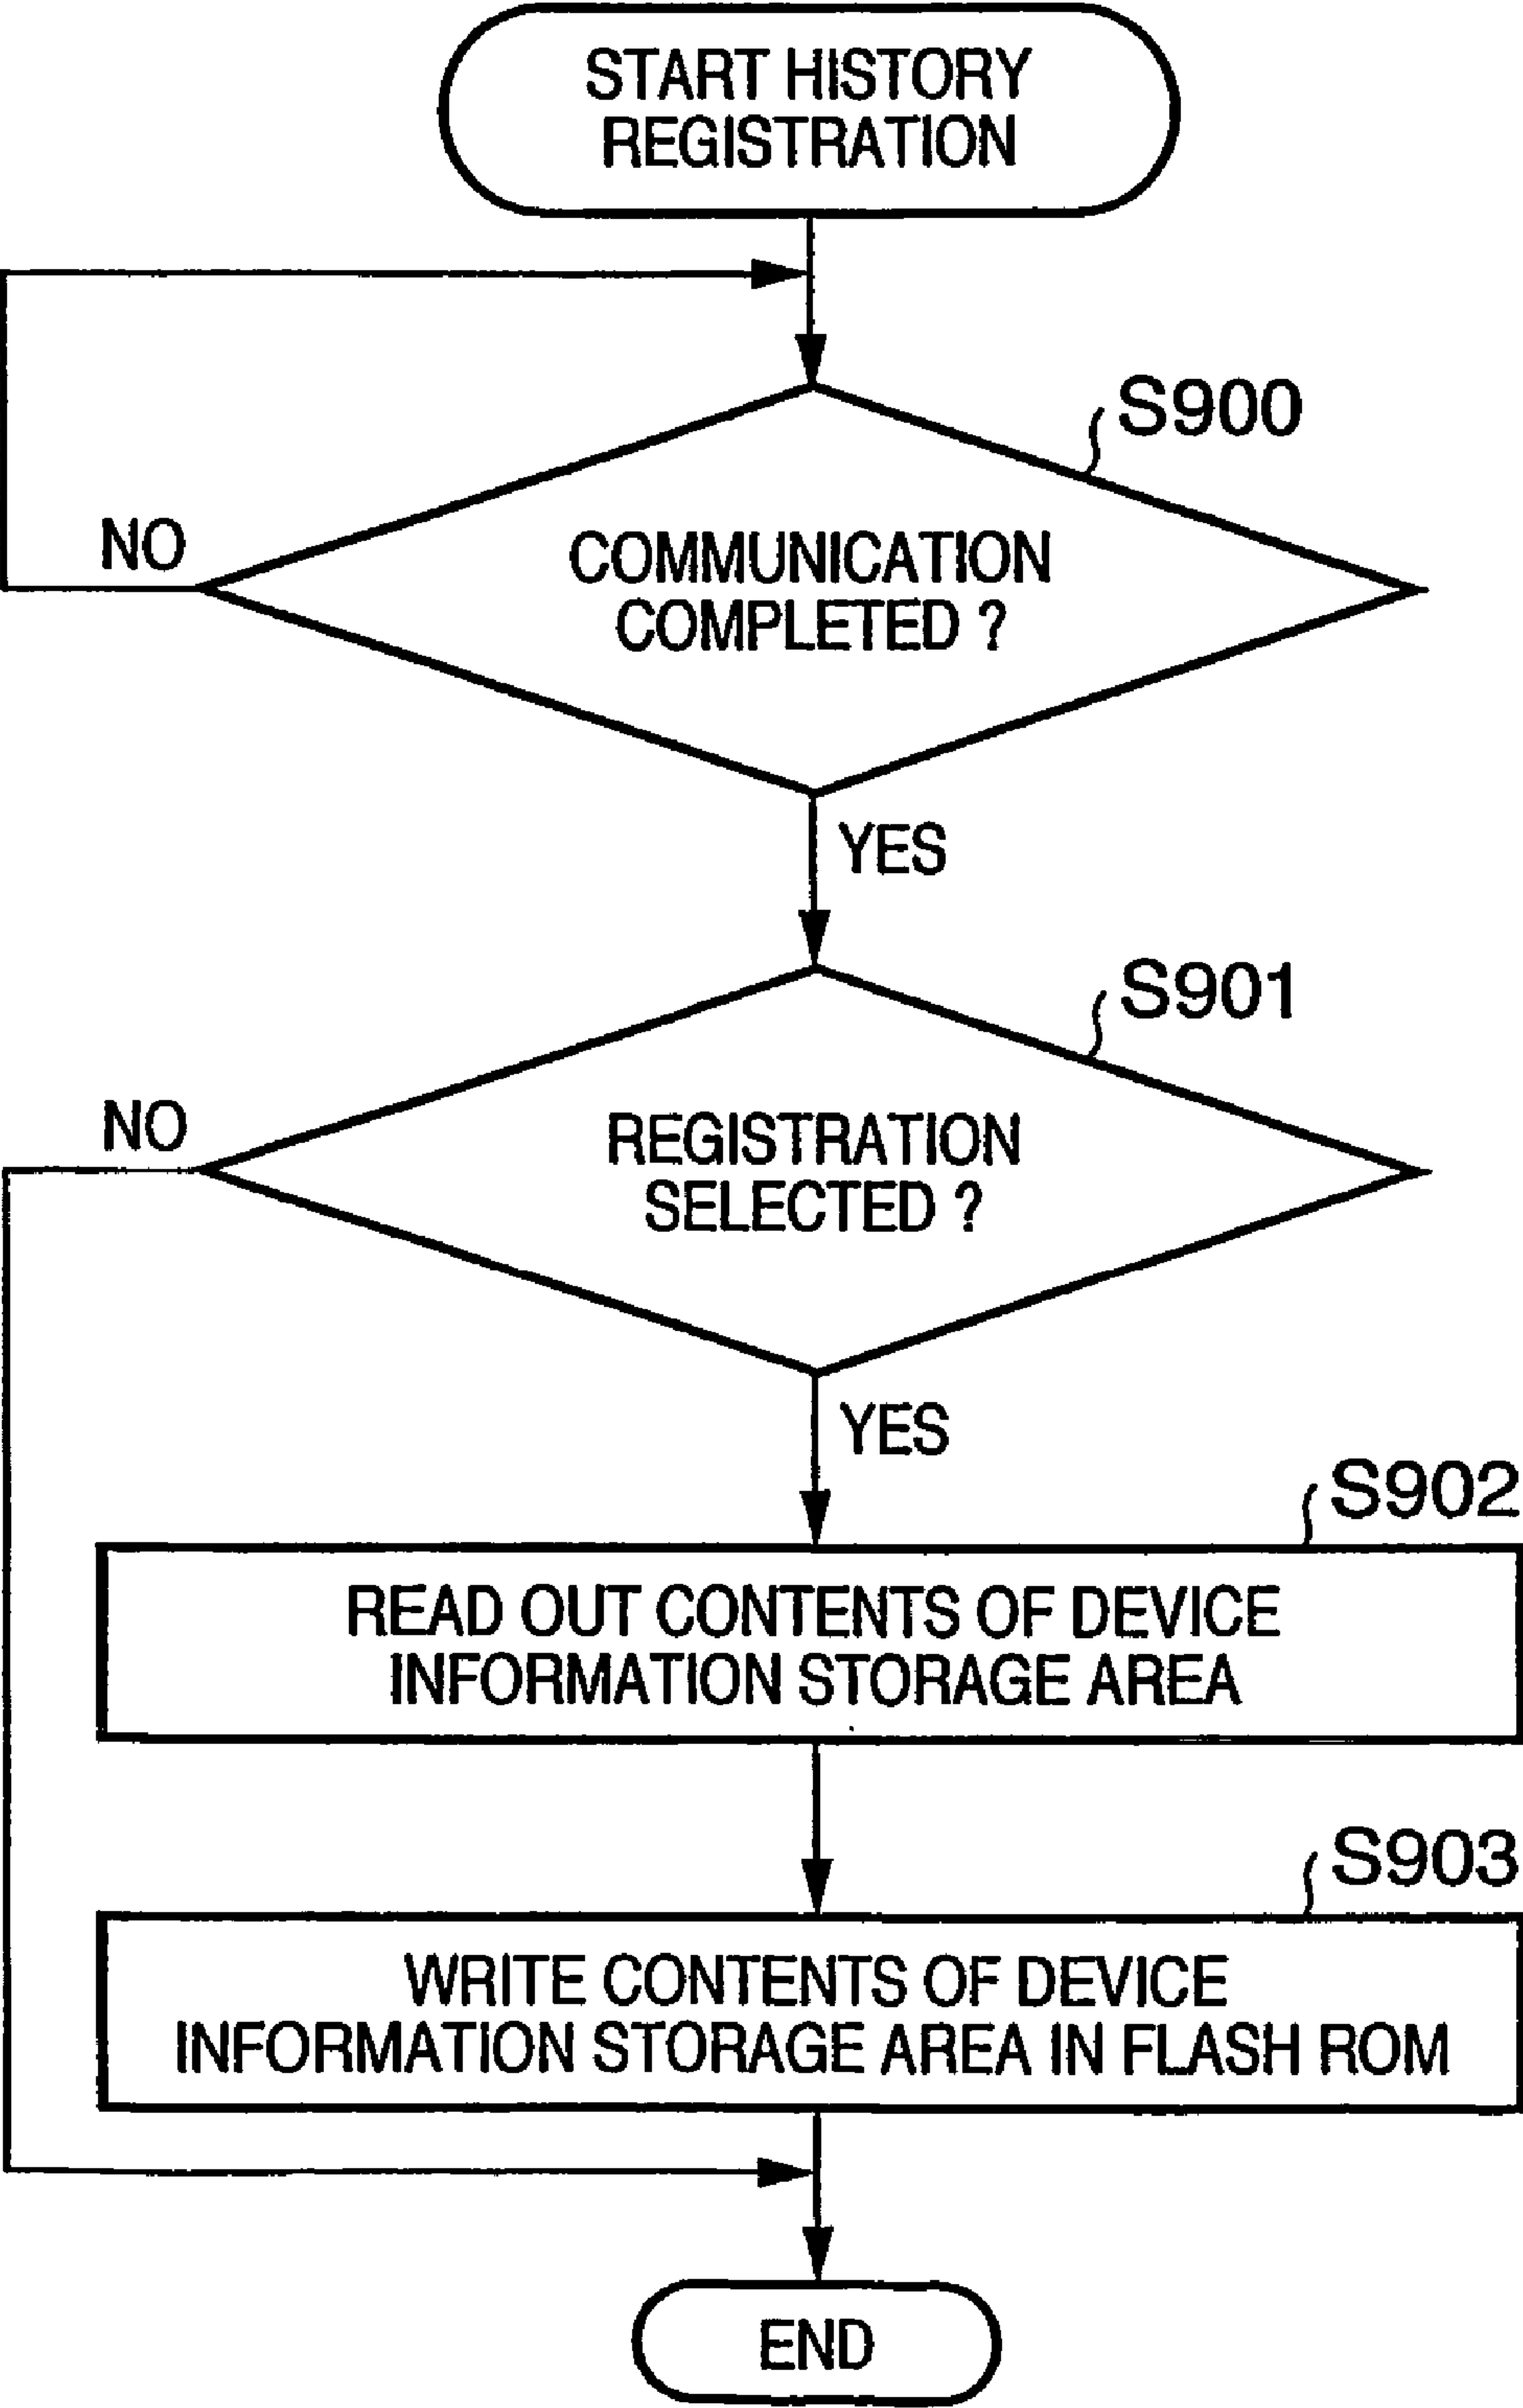 START HISTORY
REGISTRATION
S900
NO
COMMUNICATION
COMPLETED ?
YES
S901
NO
REGISTRATION
SELECTED ?
YES
S902
READ OUT CONTENTS OF DEVICE
INFORMATION STORAGE AREA
S903
WRITE CONTENTS OF DEVICE
INFORMATION STORAGE AREA IN FLASH ROM
END